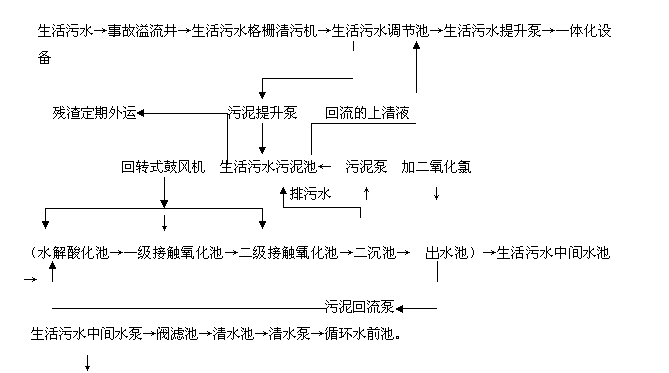 生活污水→事故溢流井→生活污水格栅清污机→生活污水调节池→生活污水提升泵→一体化设
备
残渣定期外运 污泥提升泵 回流的上清液
回转式鼓风机 生活污水污泥池← 污泥泵 加二氧化氯
排污水 ↑ ↓
↓
（水解酸化池→一级接触氧化池→二级接触氧化池→二沉池→ 出水池）→生活污水中间水池
→
污泥回流泵
生活污水中间水泵→阀滤池→清水池→清水泵→循环水前池。